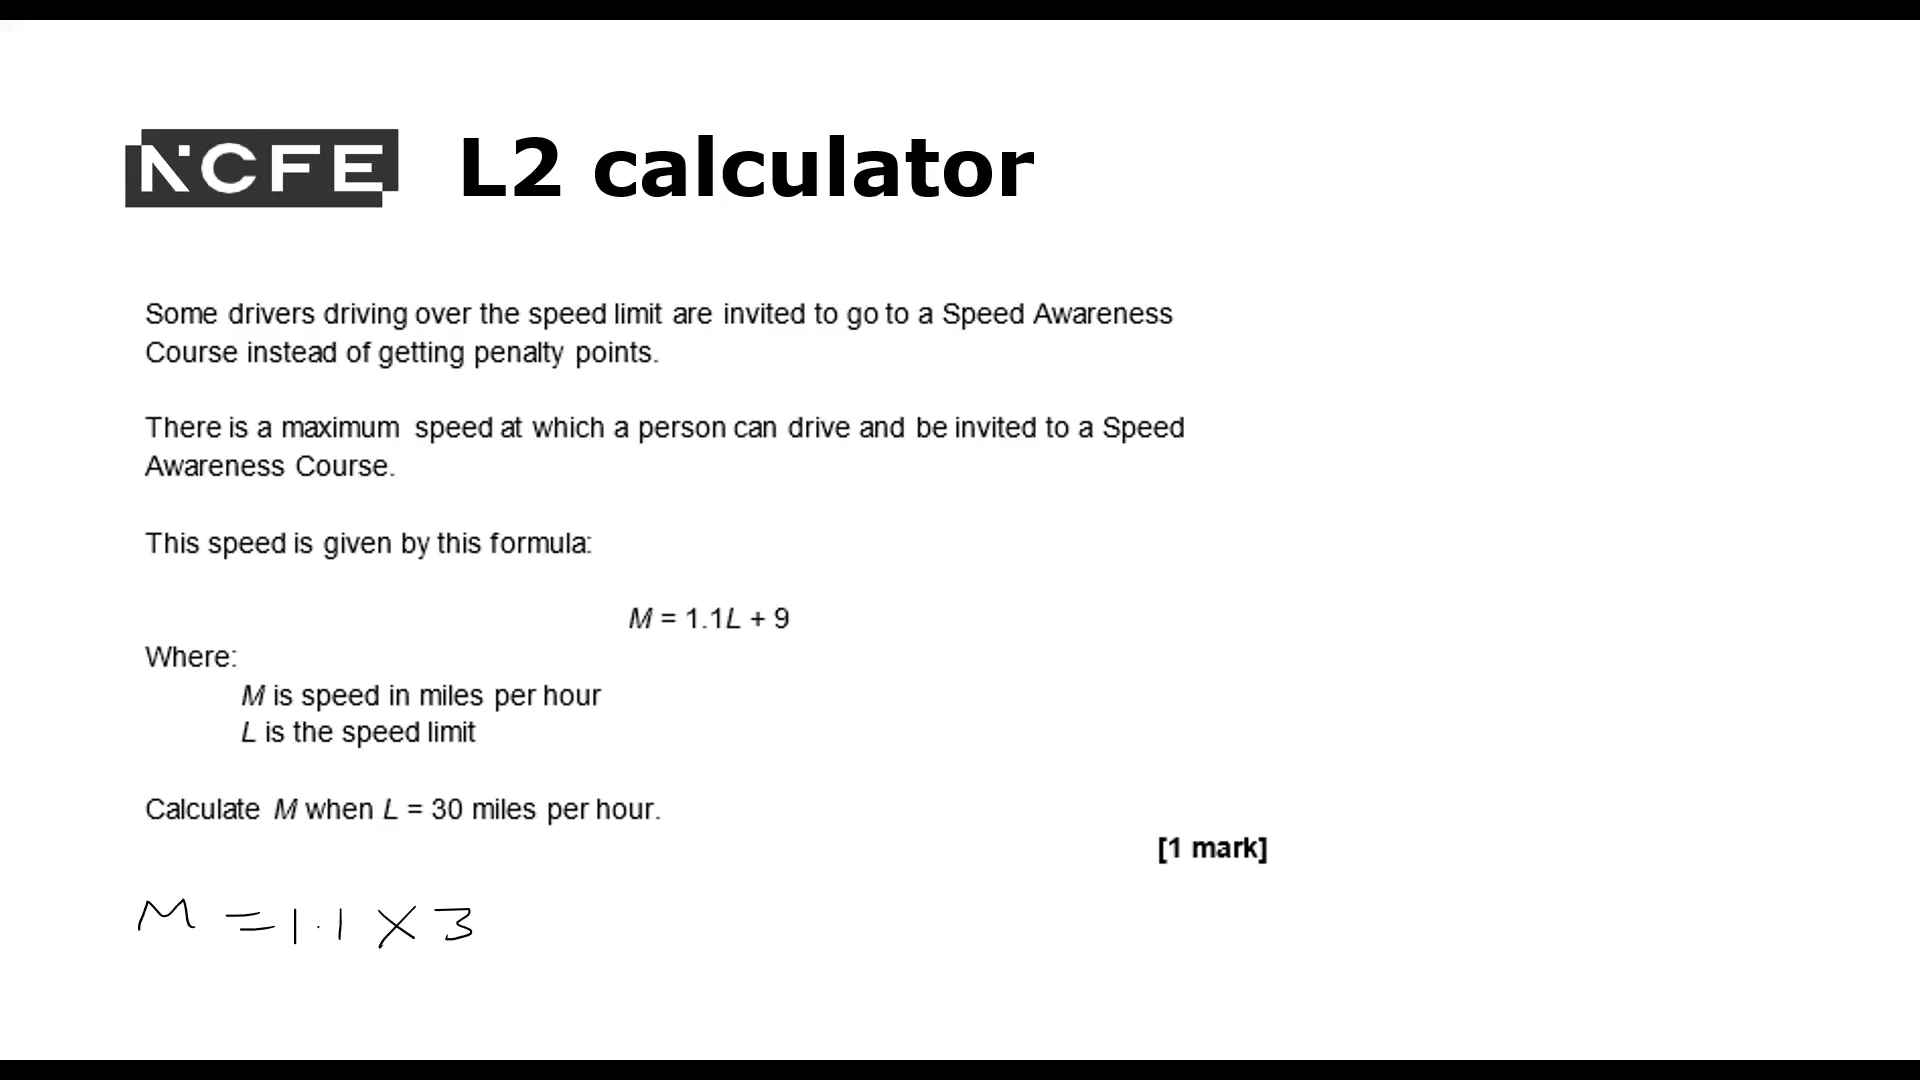 NCFE L2 calculator
Some drivers driving over the speed limit are invited to go to a Speed Awareness
Course instead of getting penalty points.
There is a maximum speed at which a person can drive and be invited to a Speed
Awareness Course.
This speed is given by this formula:
M = 1.1L + 9
Where:
M is speed in miles per hour
L is the speed limit
Calculate M when L = 30 miles per hour.
[1 mark]
M = 1.1 × 3